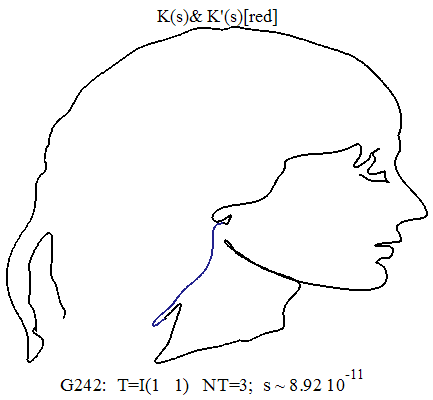 K(s)& K'(s)[red]
G242: T=I(1 1) NT=3; s ~ 8.92 10⁻¹¹